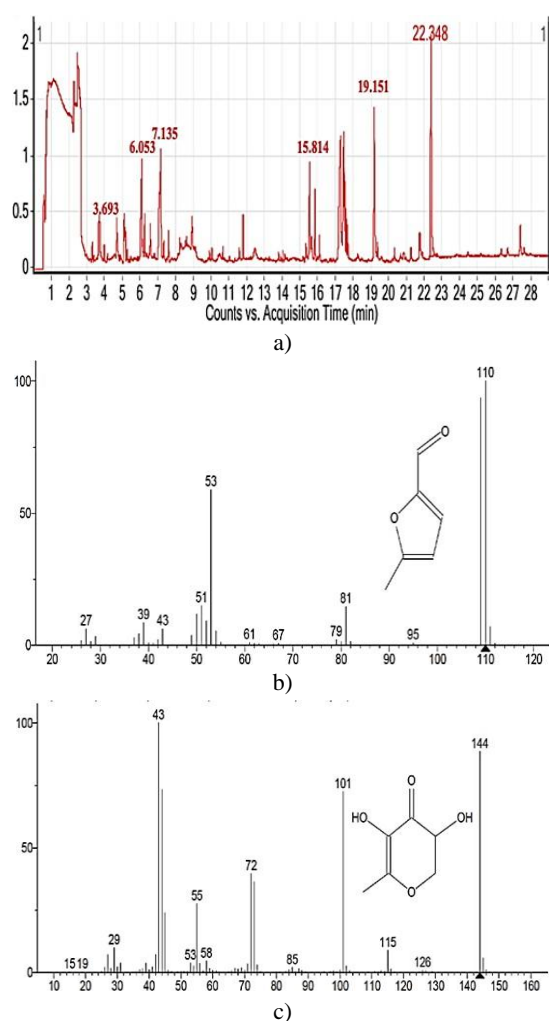 1 1
2
1.5
1
0.5
0
3.693
6.053
7.135
15.814
19.151
22.348
1 2 3 4 5 6 7 8 9 10 11 12 13 14 15 16 17 18 19 20 21 22 23 24 25 26 27 28
Counts vs. Acquisition Time (min)
a)
100
50
0
27 39 43 51 53 61 67 79 81 95 110
O
O
20 30 40 50 60 70 80 90 100 110 120
b)
100
50
0
15 19 29 43 53 55 58 72 85 101 115 126 144
O
HO OH
O
10 20 30 40 50 60 70 80 90 100 110 120 130 140 150 160
c)